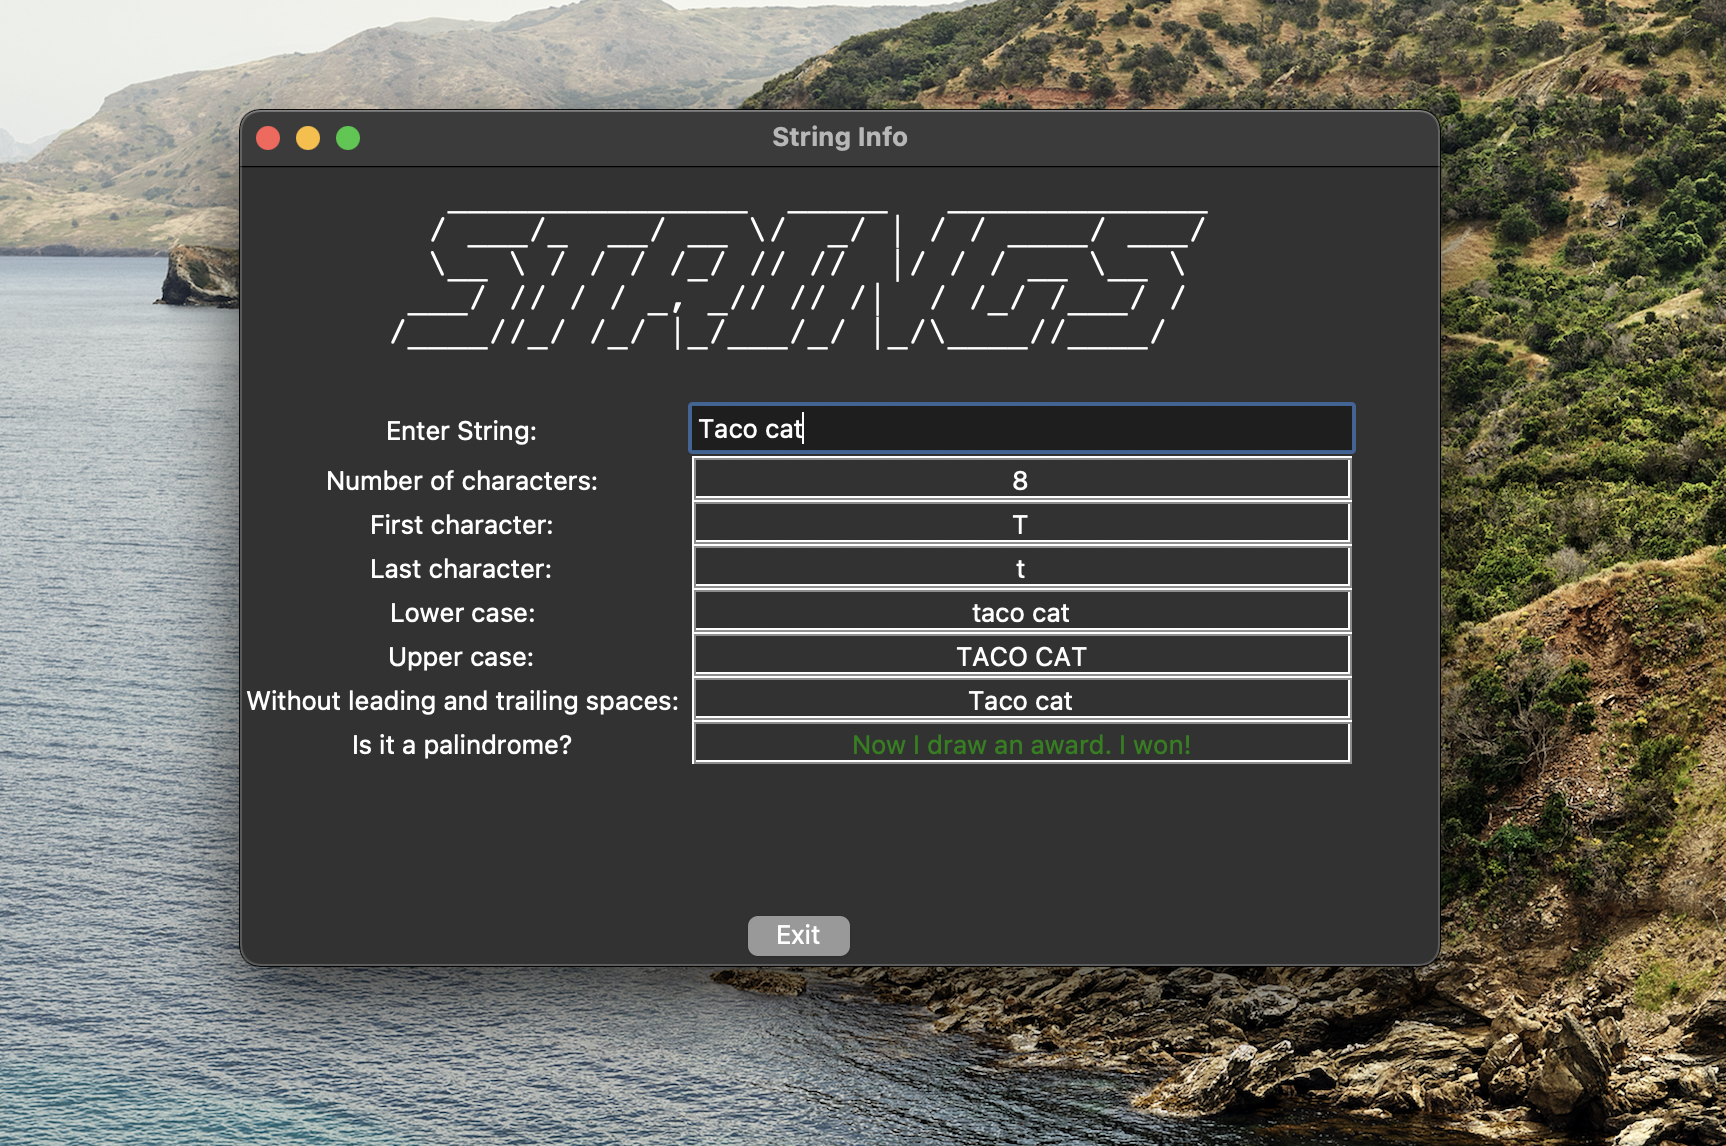 String Info
STRINGS
Enter String: Taco cat
Number of characters: 8
First character: T
Last character: t
Lower case: taco cat
Upper case: TACO CAT
Without leading and trailing spaces: Taco cat
Is it a palindrome? Now I draw an award. I won!
Exit